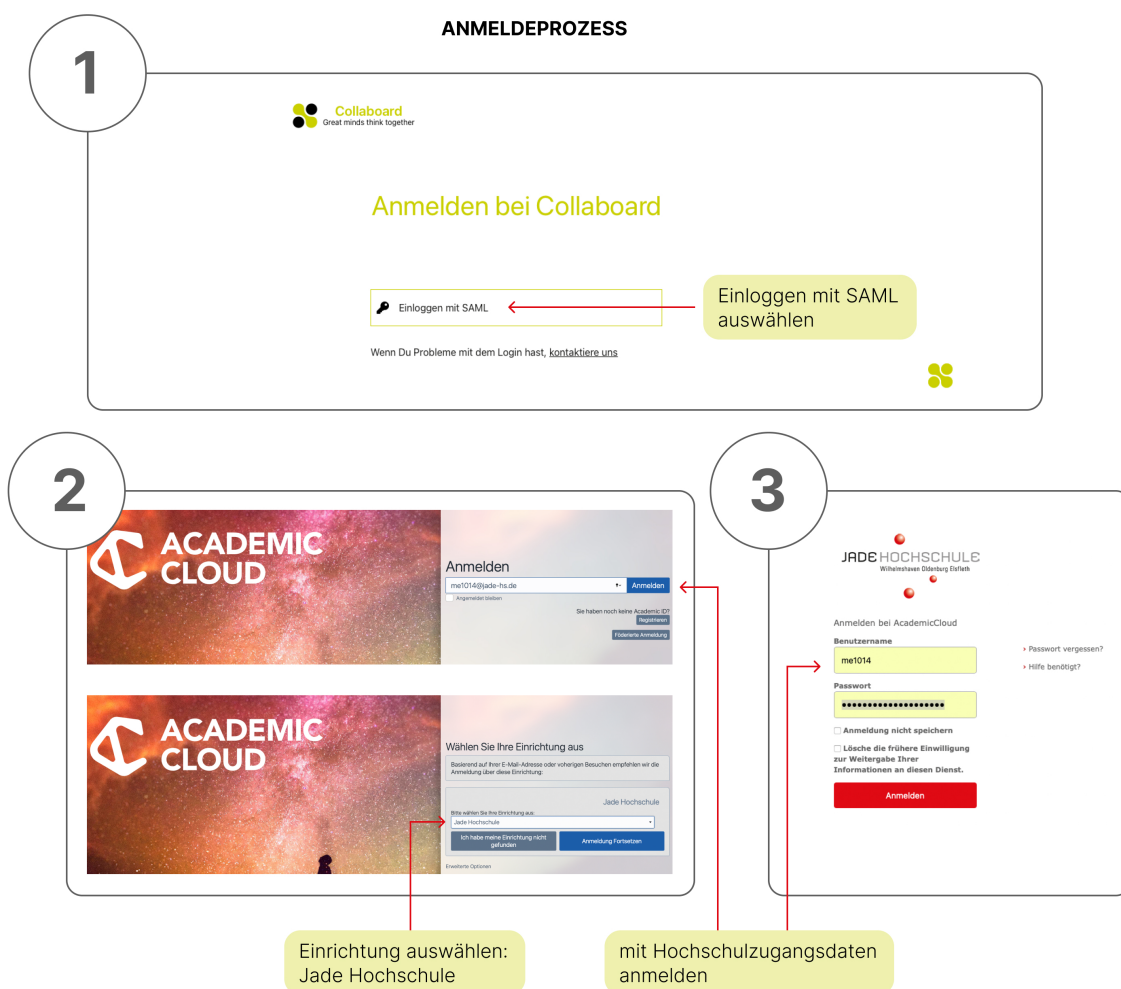 ANMELDEPROZESS
1
Collaboard
Great minds think together
Anmelden bei Collaboard
Einloggen mit SAML
Einloggen mit SAML
auswählen
Wenn Du Probleme mit dem Login hast, kontaktiere uns
2
ACADEMIC
CLOUD
Anmelden
me1014@jade-hs.de
Anmelden
Angemeldet bleiben
Sie haben noch keine Academic ID?
Registrieren
Föderierte Anmeldung
ACADEMIC
CLOUD
Wählen Sie Ihre Einrichtung aus
Basierend auf Ihrer E-Mail-Adresse oder voherigen Besuchen empfehlen wir die
Anmeldung über diese Einrichtung:
Jade Hochschule
Bitte wählen Sie Ihre Einrichtung aus:
Jade Hochschule
Ich habe meine Einrichtung nicht
gefunden
Anmeldung Fortsetzen
Erweiterte Optionen
Einrichtung auswählen:
Jade Hochschule
3
JADE HOCHSCHULE
Wilhelmshaven Oldenburg Elsfleth
Anmelden bei AcademicCloud
Benutzername
me1014
Passwort
Anmeldung nicht speichern
Lösche die frühere Einwilligung
zur Weitergabe Ihrer
Informationen an diesen Dienst.
Anmelden
Passwort vergessen?
Hilfe benötigt?
mit Hochschulzugangsdaten
anmelden